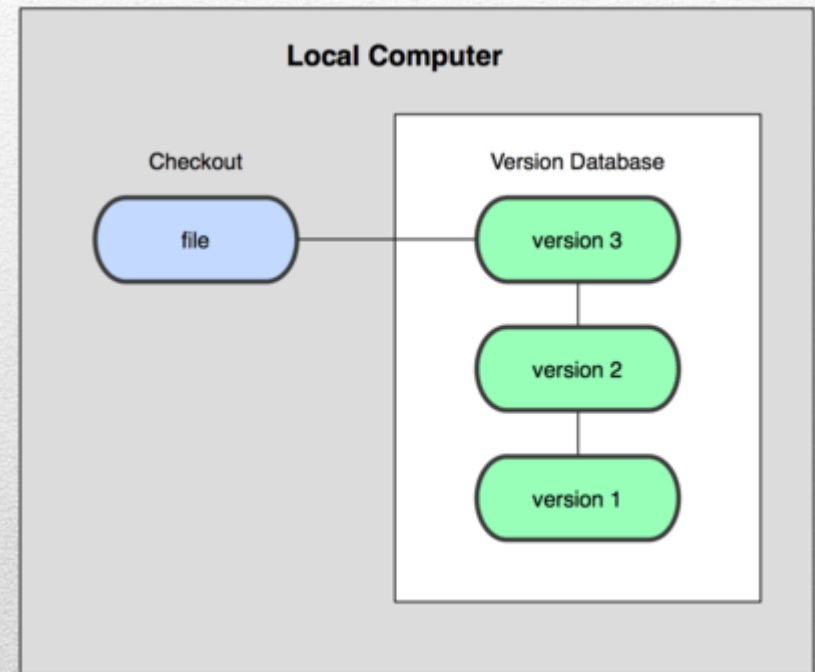 Local Computer
Checkout
Version Database
file
version 3
version 2
version 1